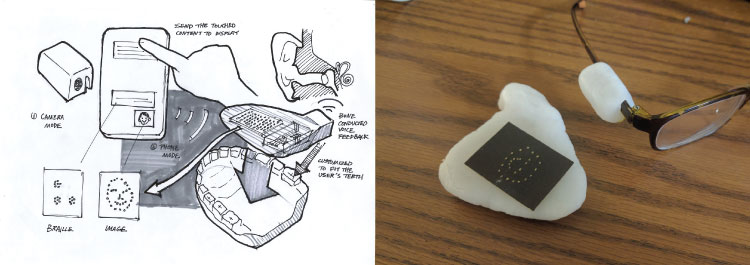 SEND THE TOUCHED
CONTENT TO DISPLAY
① CAMERA
MODE
② PHONE
MODE
BONE
CONDUCTED
VOICE
FEEDBACK
CUSTOMIZED
TO FIT THE
USER'S TEETH
BRAILLE
IMAGE